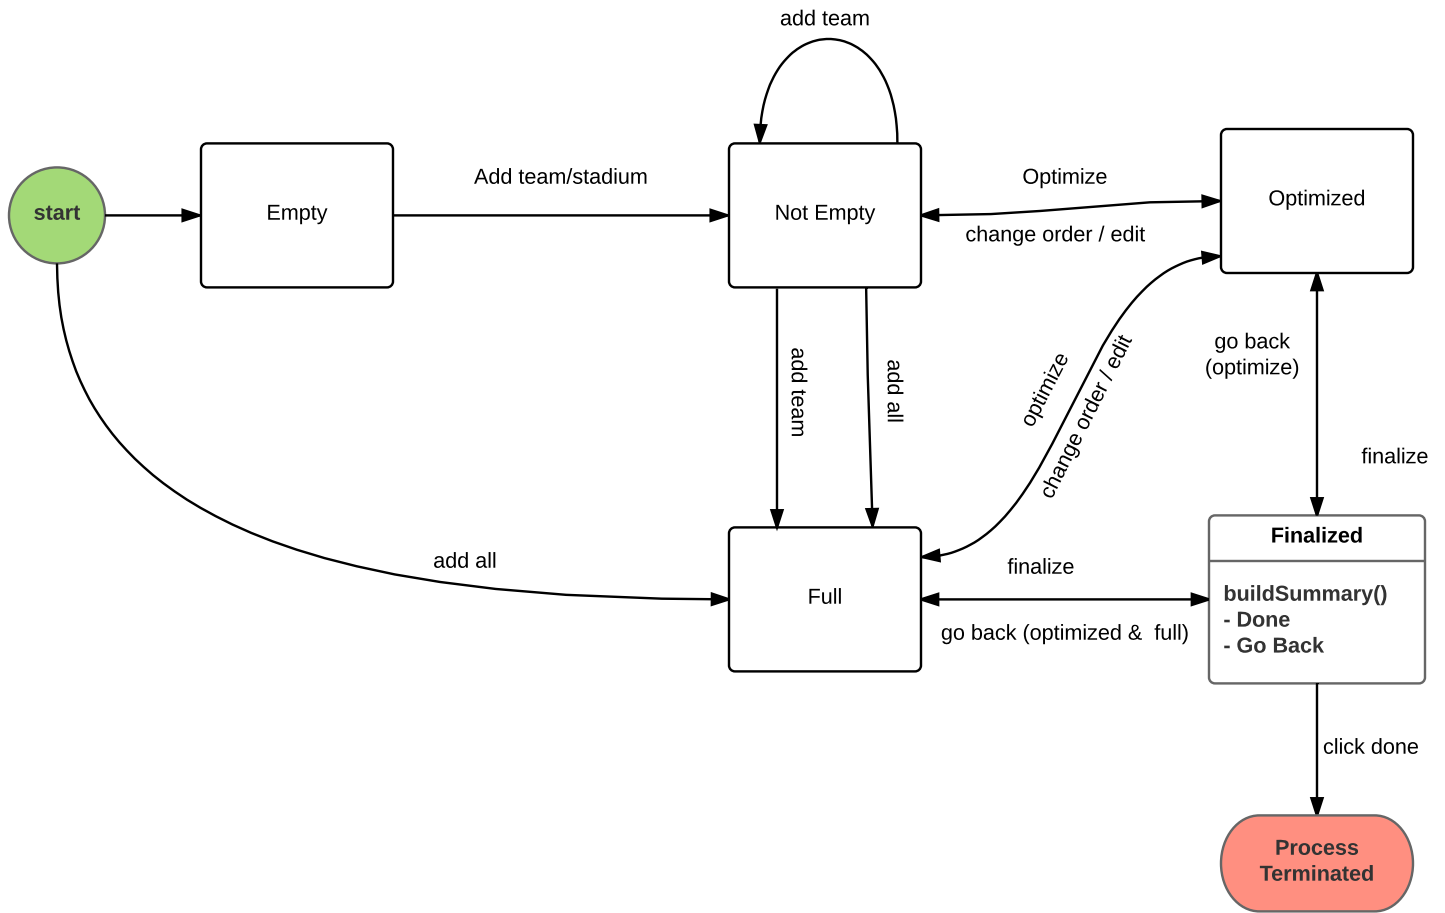 add team
start
Empty
Add team/stadium
Not Empty
Optimize
change order / edit
Optimized
add team
add all
optimize
change order / edit
go back
(optimize)
finalize
add all
Full
finalize
go back (optimized &  full)
Finalized
buildSummary()
- Done
- Go Back
click done
Process
Terminated